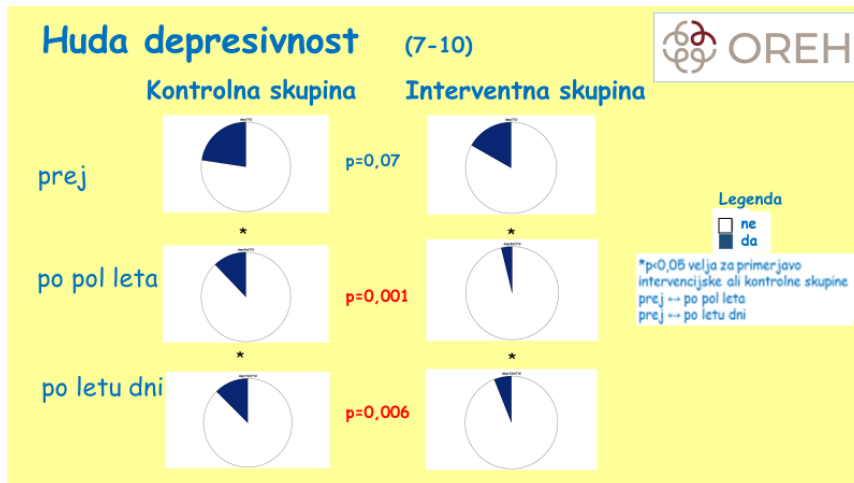 Huda depresivnost (7-10)
OREH
Kontrolna skupina Interventna skupina
prej
p=0,07
* *
po pol leta
p=0,001
* *
po letu dni
p=0,006
Legenda
ne
da
*p<0,05 velja za primerjavo
intervencijske ali kontrolne skupine
prej ↔ po pol leta
prej ↔ po letu dni